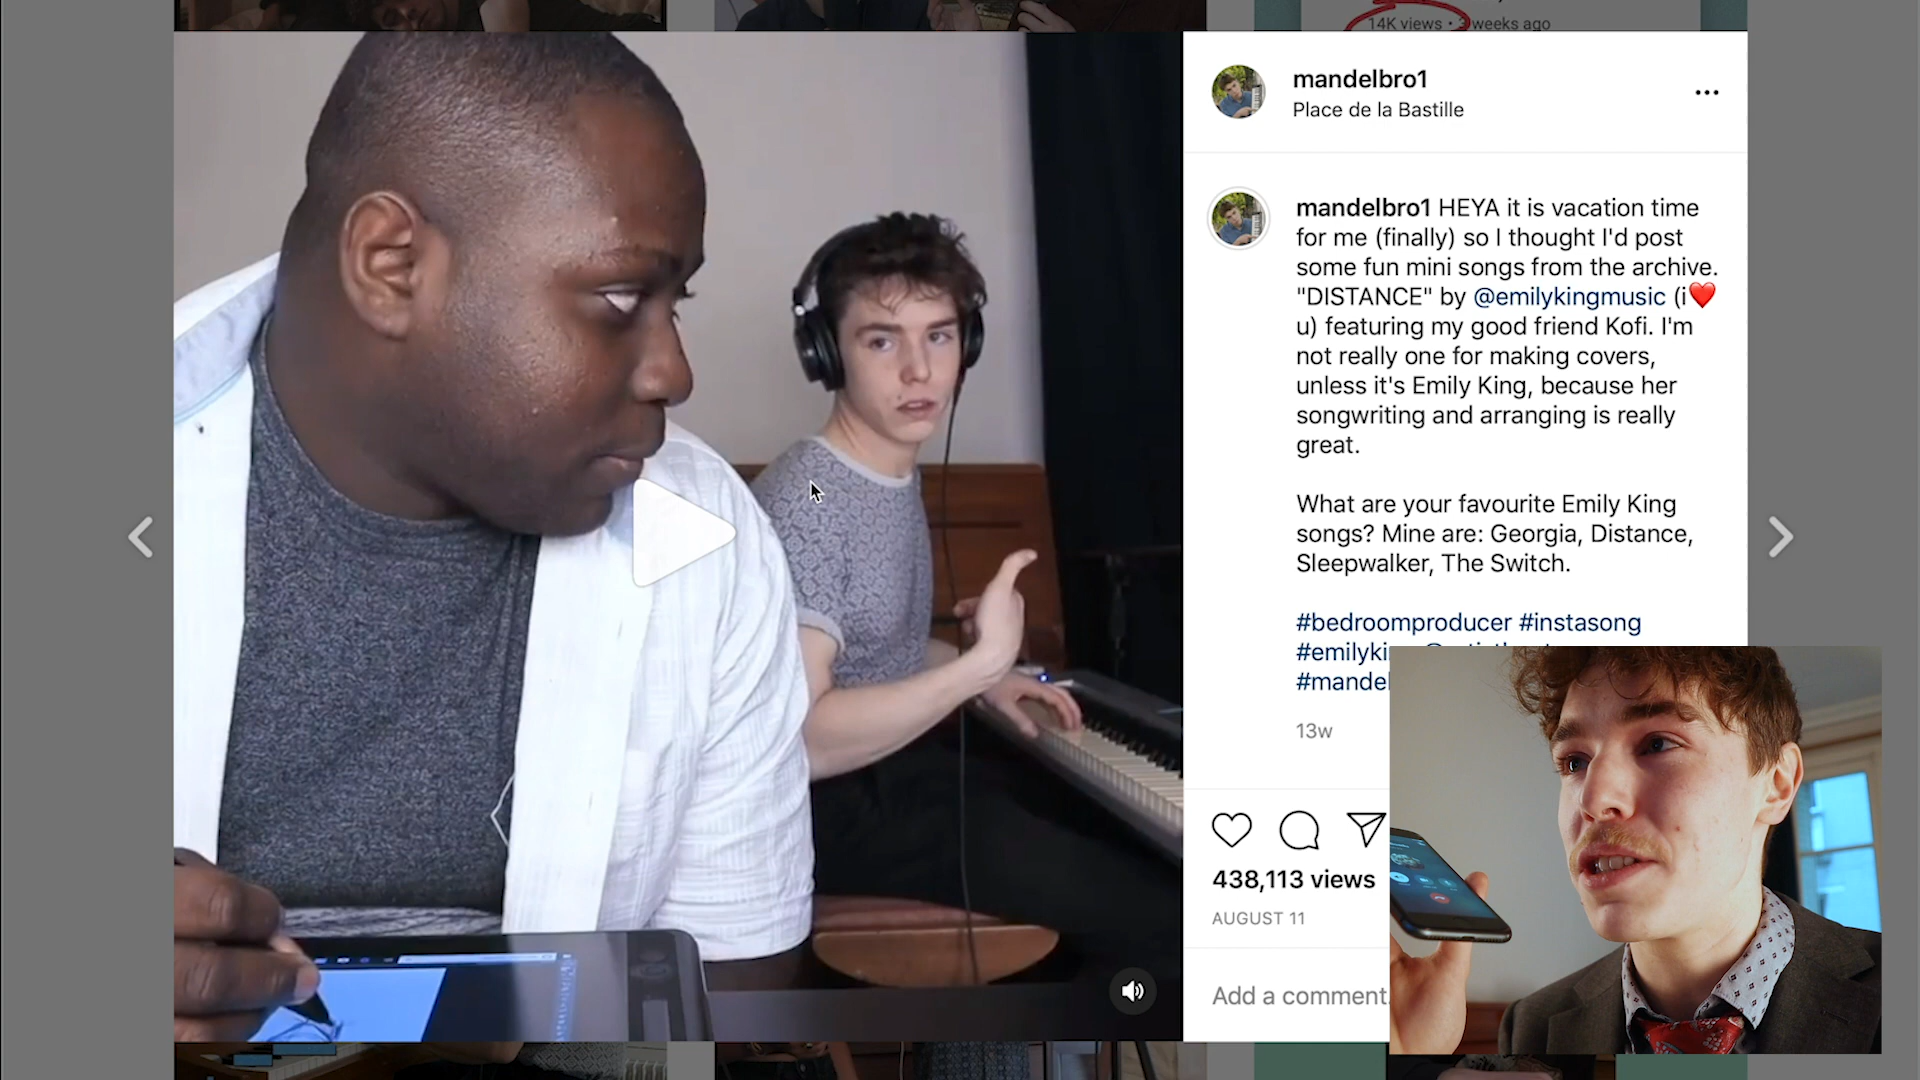 14K views • 3 weeks ago
mandelbro1
Place de la Bastille
mandelbro1 HEYA it is vacation time
for me (finally) so I thought I'd post
some fun mini songs from the archive.
"DISTANCE" by @emilykingmusic (i❤️
u) featuring my good friend Kofi. I'm
not really one for making covers,
unless it's Emily King, because her
songwriting and arranging is really
great.
What are your favourite Emily King
songs? Mine are: Georgia, Distance,
Sleepwalker, The Switch.
#bedroomproducer #instasong
#emilyki
#mandel
13w
438,113 views
AUGUST 11
Add a comment.